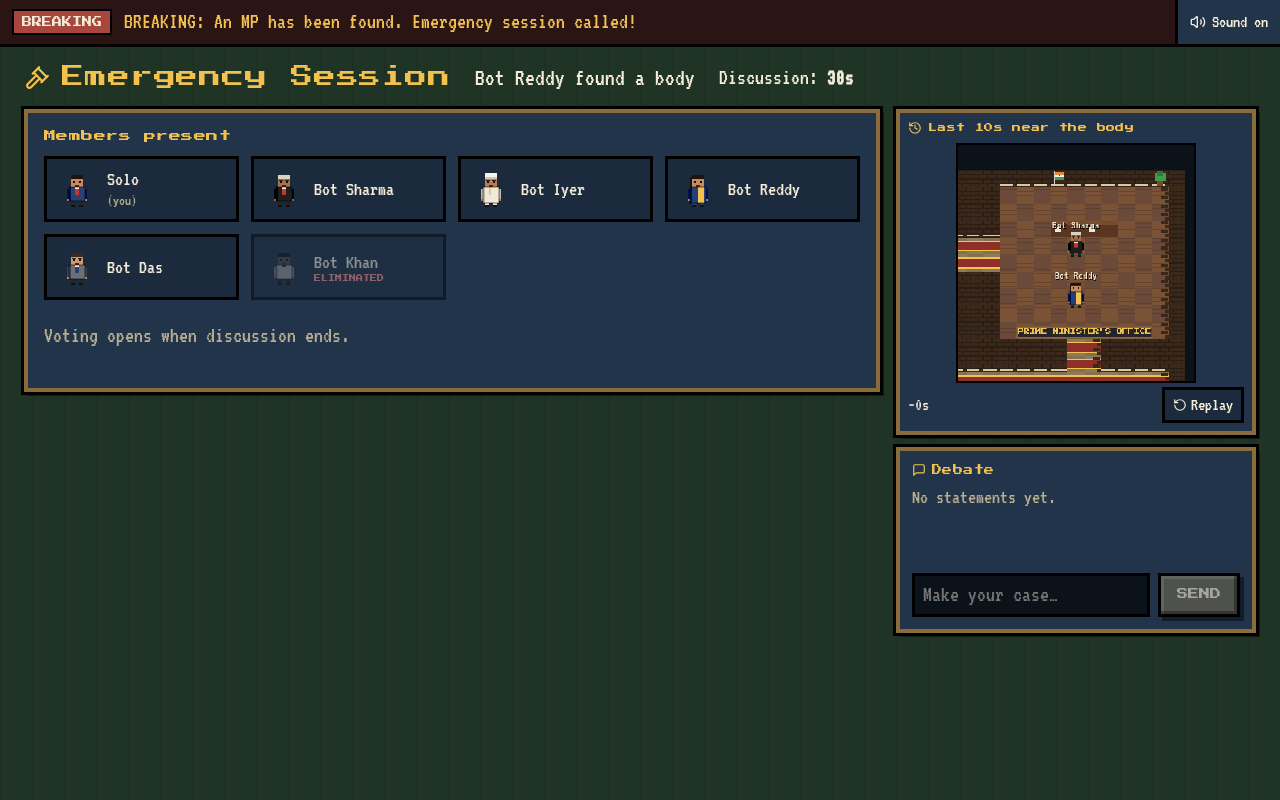 BREAKING
BREAKING: An MP has been found. Emergency session called!
Sound on
Emergency Session
Bot Reddy found a body
Discussion: 30s
Members present
Solo
(you)
Bot Sharma
Bot Iyer
Bot Reddy
Bot Das
Bot Khan
ELIMINATED
Voting opens when discussion ends.
Last 10s near the body
Bot Sharma
Bot Reddy
PRIME MINISTER'S OFFICE
-0s
Replay
Debate
No statements yet.
Make your case…
SEND